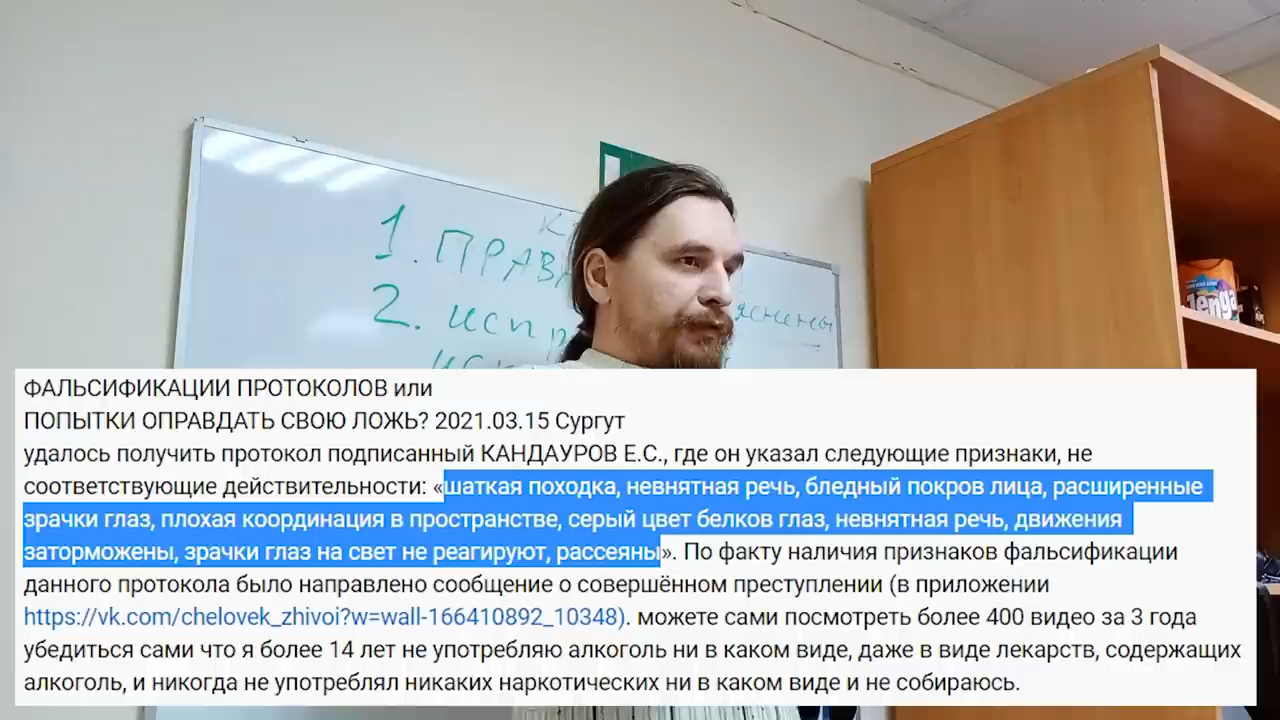 1. ПРАВА
2. испр
яснены
Jenga
ФАЛЬСИФИКАЦИИ ПРОТОКОЛОВ или
ПОПЫТКИ ОПРАВДАТЬ СВОЮ ЛОЖЬ? 2021.03.15 Сургут
удалось получить протокол подписанный КАНДАУРОВ Е.С., где он указал следующие признаки, не
соответствующие действительности: «шаткая походка, невнятная речь, бледный покров лица, расширенные
зрачки глаз, плохая координация в пространстве, серый цвет белков глаз, невнятная речь, движения
заторможены, зрачки глаз на свет не реагируют, рассеяны». По факту наличия признаков фальсификации
данного протокола было направлено сообщение о совершённом преступлении (в приложении
https://vk.com/chelovek_zhivoi?w=wall-166410892_10348). можете сами посмотреть более 400 видео за 3 года
убедиться сами что я более 14 лет не употребляю алкоголь ни в каком виде, даже в виде лекарств, содержащих
алкоголь, и никогда не употреблял никаких наркотических ни в каком виде и не собираюсь.